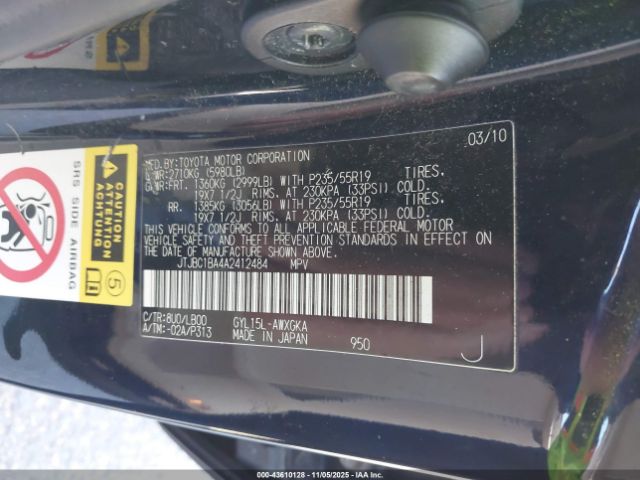 03/10
MFD.BY:TOYOTA MOTOR CORPORATION
GVWR:2710KG (5980LB)
GAWR:FRT. 1360KG (2999LB) WITH P235/55R19 TIRES,
19X7 1/2J RIMS, AT 230KPA (33PSI) COLD.
RR. 1385KG (3056LB) WITH P235/55R19 TIRES,
19X7 1/2J RIMS, AT 230KPA (33PSI) COLD.
THIS VEHICLE CONFORMS TO ALL APPLICABLE FEDERAL MOTOR
VEHICLE SAFETY AND THEFT PREVENTION STANDARDS IN EFFECT ON
THE DATE OF MANUFACTURE SHOWN ABOVE.
JTJBC1BA4A2412484 MPV
C/TR:8U0/LB00 GYL15L-AWXGKA
A/TM:-02A/P313 MADE IN JAPAN 950 J
SRS SIDE AIRBAG
CAUTION
ATTENTION
ACHTUNG
5
ACHTUNG
000-43610128 - 11/05/2025 - IAAI.COM